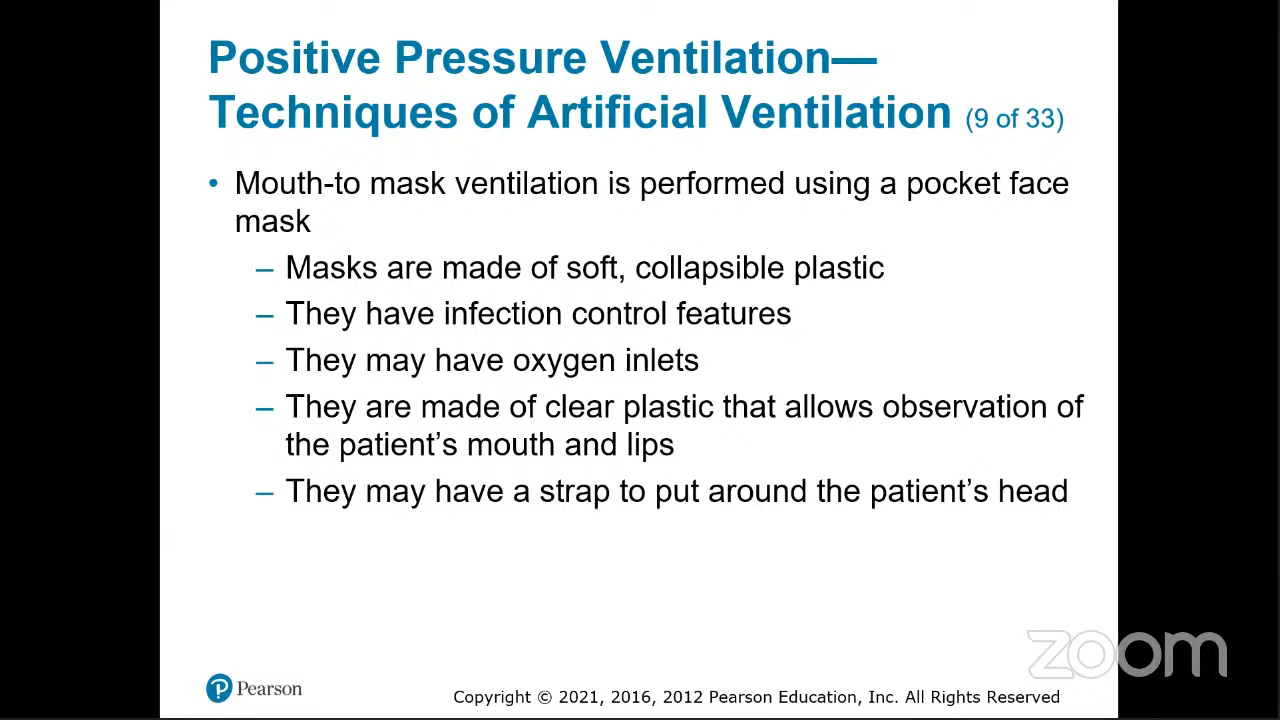 Positive Pressure Ventilation—
Techniques of Artificial Ventilation (9 of 33)
• Mouth-to mask ventilation is performed using a pocket face
mask
– Masks are made of soft, collapsible plastic
– They have infection control features
– They may have oxygen inlets
– They are made of clear plastic that allows observation of
the patient’s mouth and lips
– They may have a strap to put around the patient’s head
zoom
P Pearson
Copyright © 2021, 2016, 2012 Pearson Education, Inc. All Rights Reserved